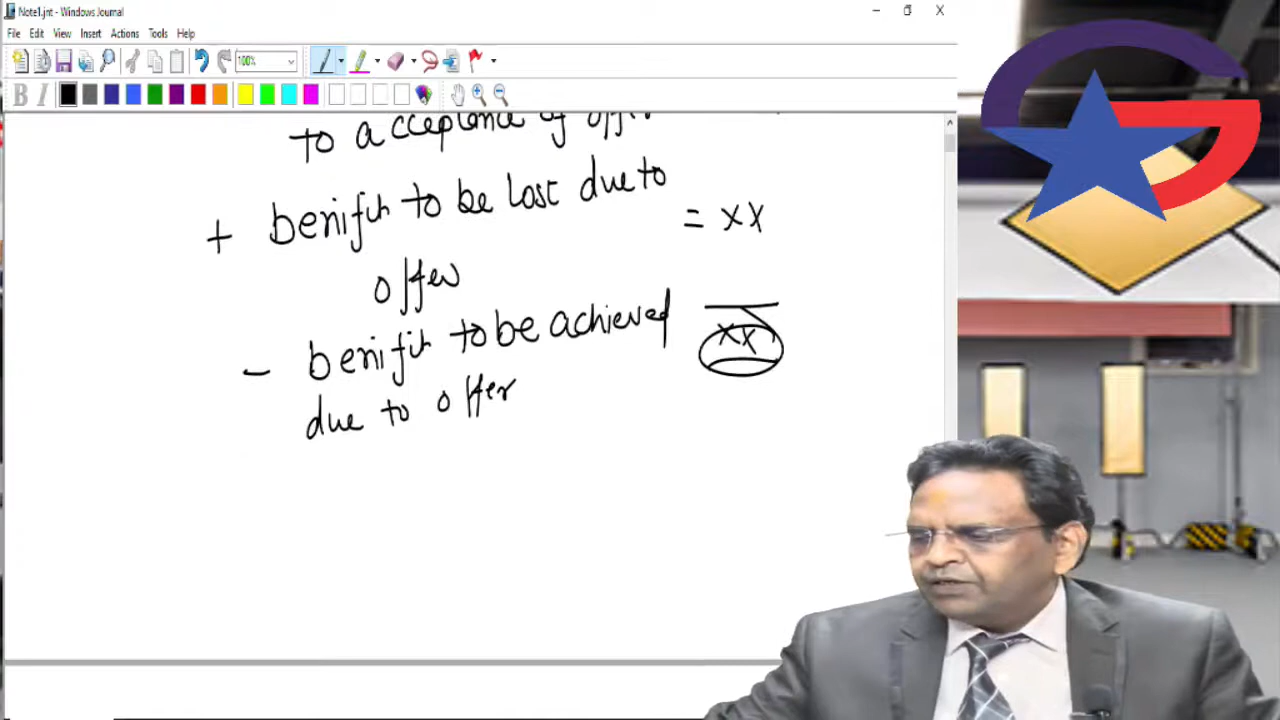 Note1.jnt - Windows Journal
File Edit View Insert Actions Tools Help
100%
B I
to acceptance of offer
+ benifit to be lost due to
= xx
offer
- benifit to be achieved
xx
due to offer